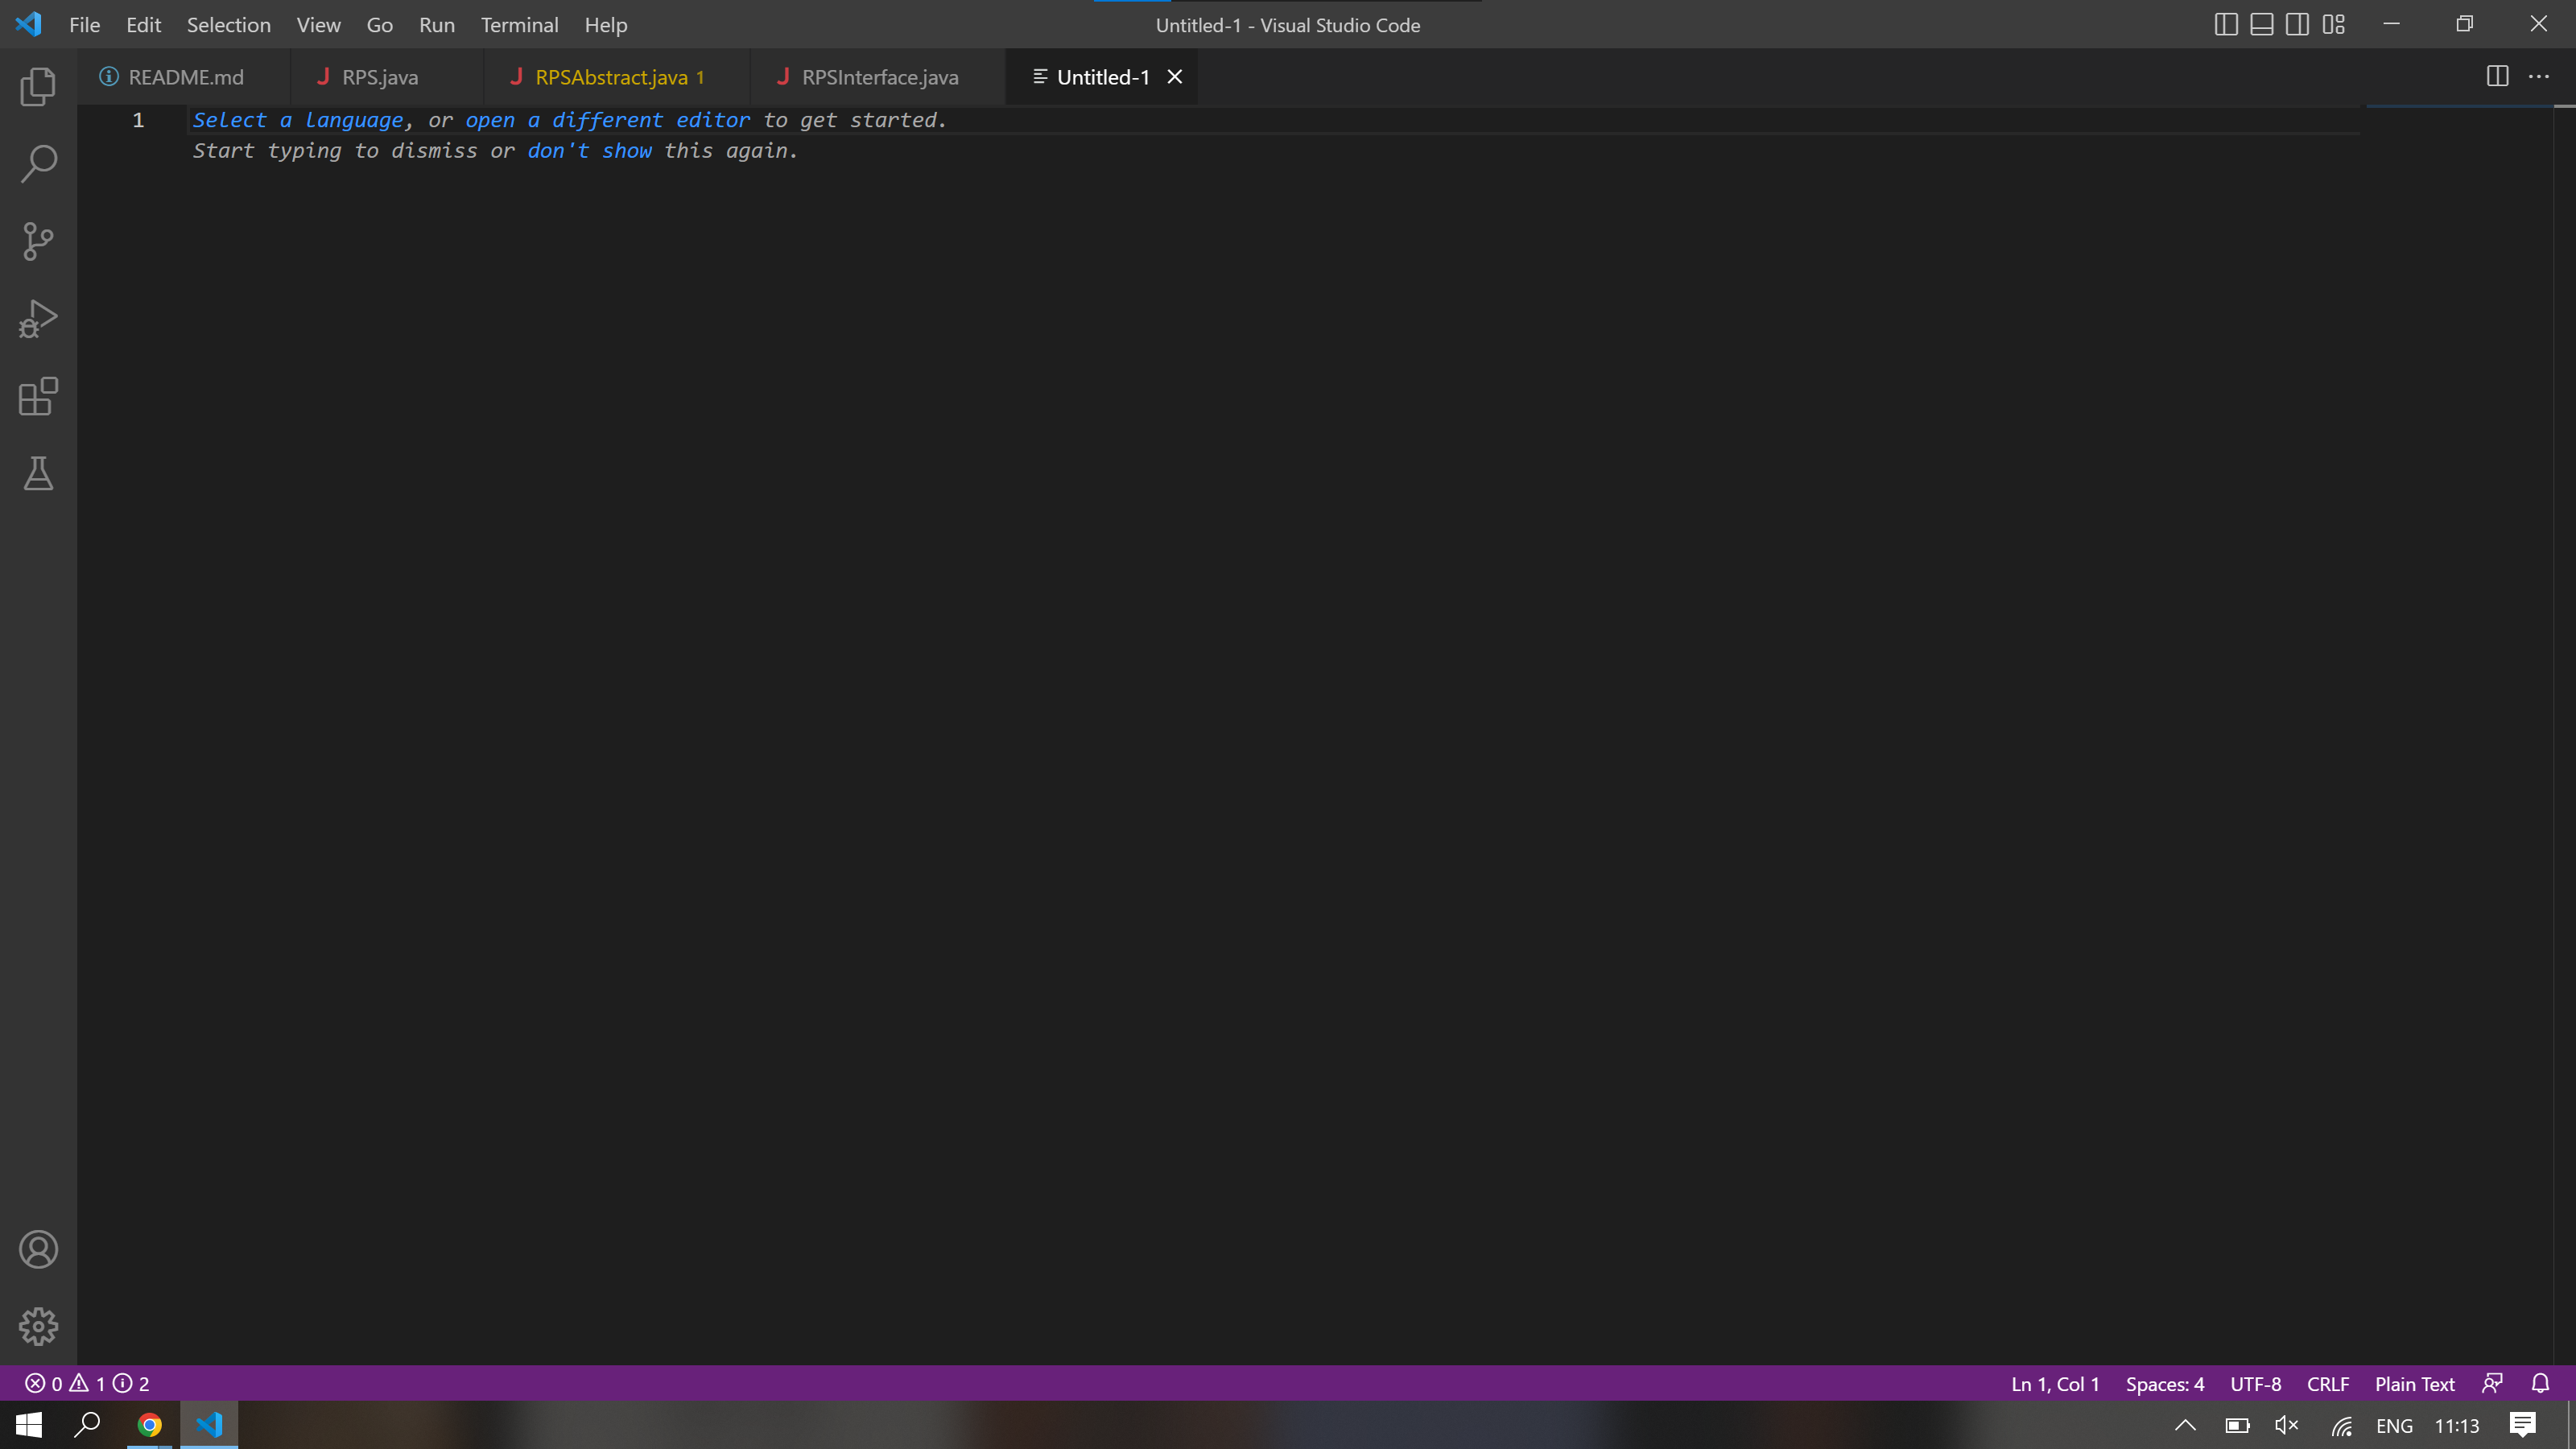 File Edit Selection View Go Run Terminal Help
Untitled-1 - Visual Studio Code
README.md
RPS.java
RPSAbstract.java 1
RPSInterface.java
Untitled-1
1
Select a language, or open a different editor to get started.
Start typing to dismiss or don't show this again.
0 1 2
Ln 1, Col 1 Spaces: 4 UTF-8 CRLF Plain Text
ENG 11:13